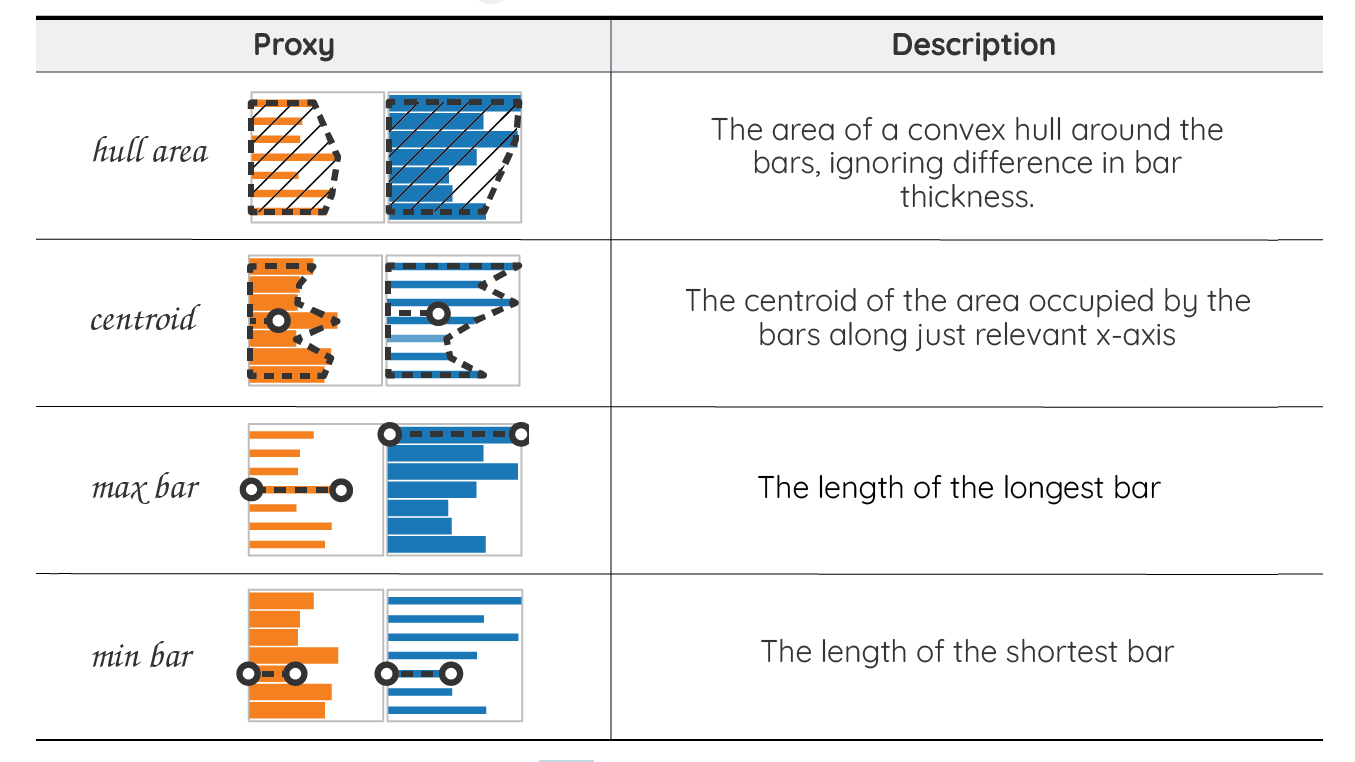 Proxy
Description
hull area
The area of a convex hull around the
bars, ignoring difference in bar
thickness.
centroid
The centroid of the area occupied by the
bars along just relevant x-axis
max bar
The length of the longest bar
min bar
The length of the shortest bar